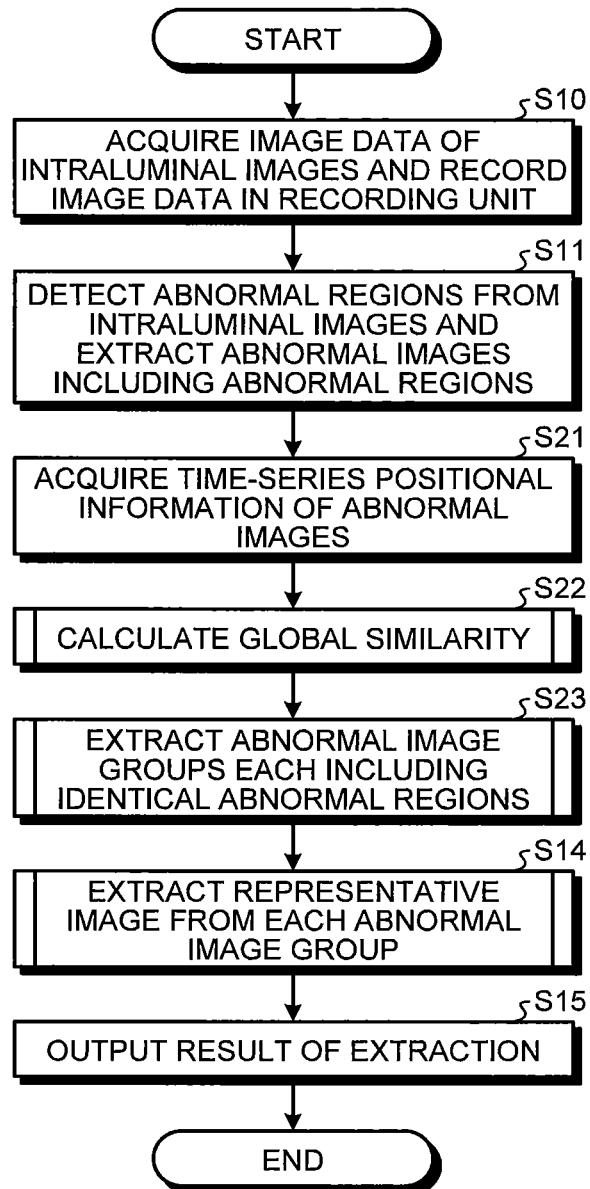 START
S10
ACQUIRE IMAGE DATA OF
INTRALUMINAL IMAGES AND RECORD
IMAGE DATA IN RECORDING UNIT
S11
DETECT ABNORMAL REGIONS FROM
INTRALUMINAL IMAGES AND
EXTRACT ABNORMAL IMAGES
INCLUDING ABNORMAL REGIONS
S21
ACQUIRE TIME-SERIES POSITIONAL
INFORMATION OF ABNORMAL
IMAGES
S22
CALCULATE GLOBAL SIMILARITY
S23
EXTRACT ABNORMAL IMAGE
GROUPS EACH INCLUDING
IDENTICAL ABNORMAL REGIONS
S14
EXTRACT REPRESENTATIVE
IMAGE FROM EACH ABNORMAL
IMAGE GROUP
S15
OUTPUT RESULT OF EXTRACTION
END